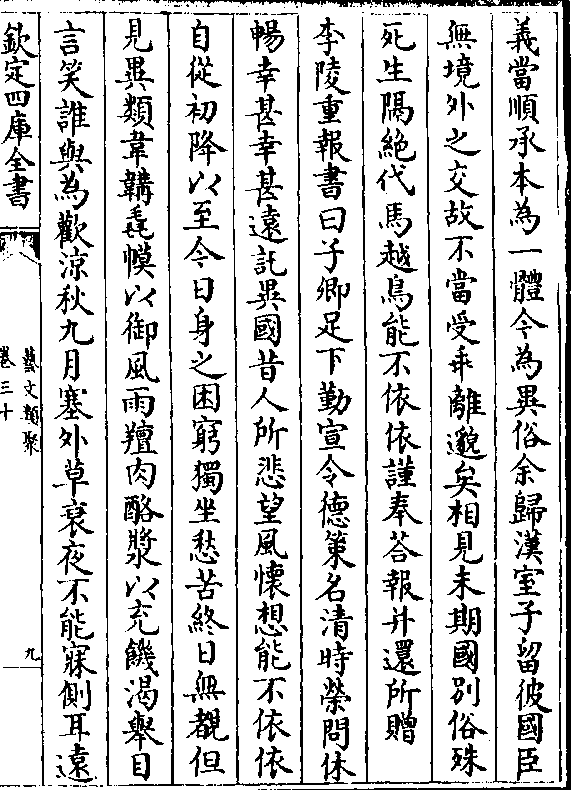 義當順承本為一體今為異俗余歸漢室子留彼國臣
無境外之交故不當受乖離邈矣相見未期國别俗殊
死生隔絶代馬越鳥能不依依謹奉荅報并還所贈
李陵重報書曰子卿足下勤宣令德策名清時榮問休
暢幸甚幸甚逺託異國昔人所悲望風懐想能不依依
自從初降以至今日身之困窮獨坐愁苦終日無覩但
見異類韋韝毳幙以御風雨羶肉酪漿以充饑渴舉目
言笑誰與為歡涼秋九月塞外草衰夜不能寐側耳逺
欽定四庫全書
藝文類聚
卷三十
九